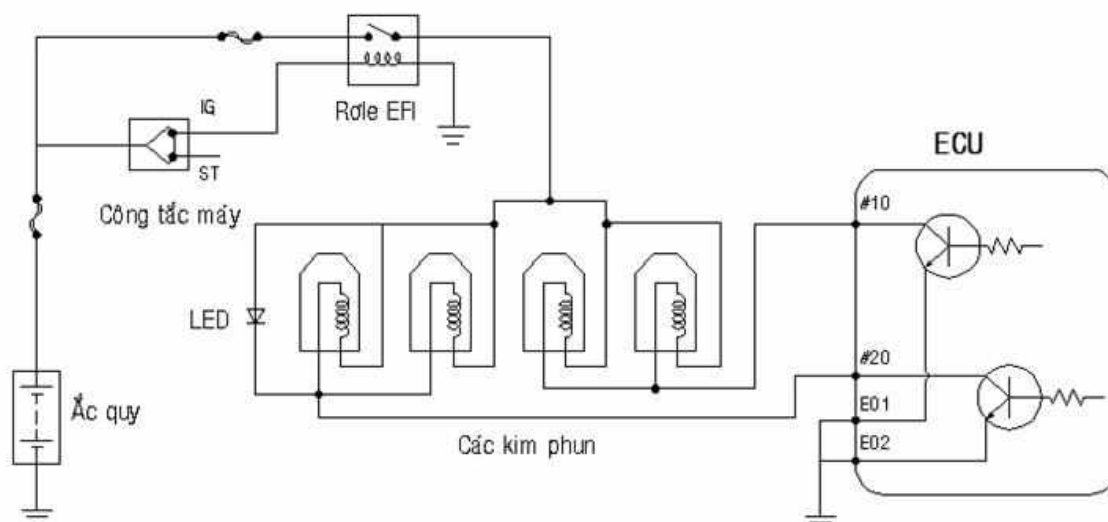 IG
Rơle EFI
ST
Công tắc máy
ECU
#10
LED
#20
Ắc quy
E01
Các kim phun
E02